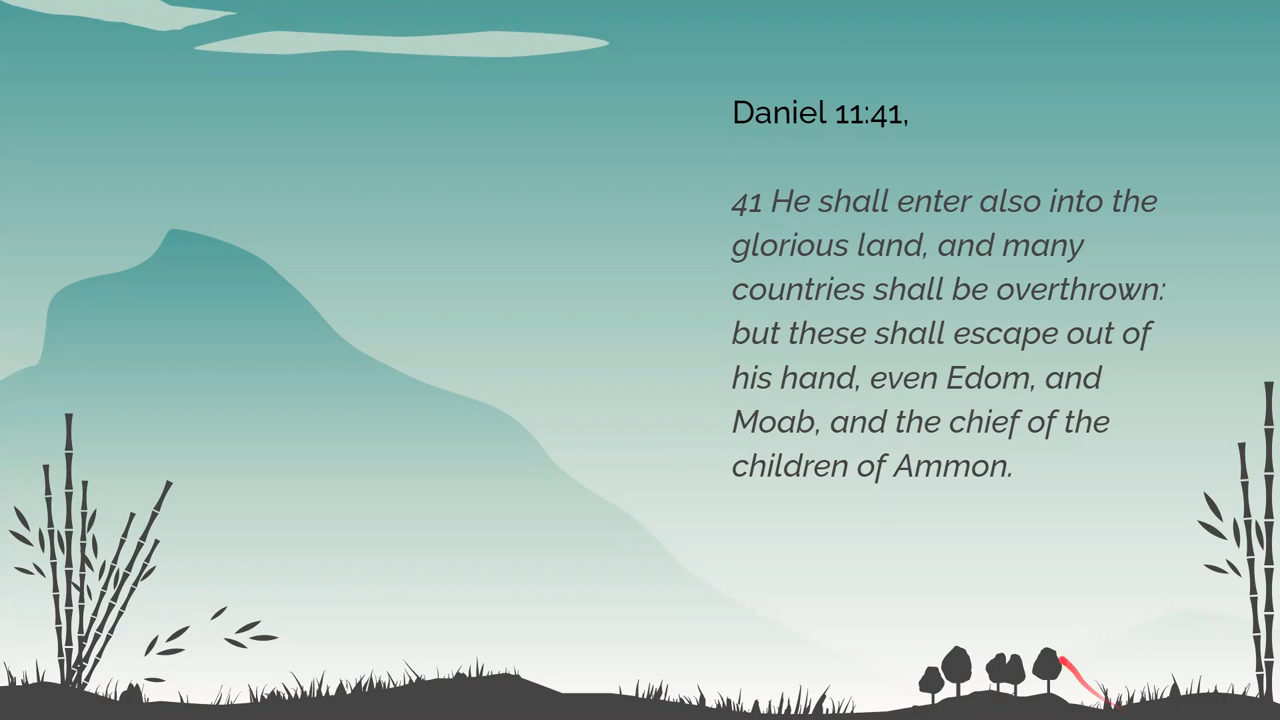 Daniel 11:41,
41 He shall enter also into the
glorious land, and many
countries shall be overthrown:
but these shall escape out of
his hand, even Edom, and
Moab, and the chief of the
children of Ammon.